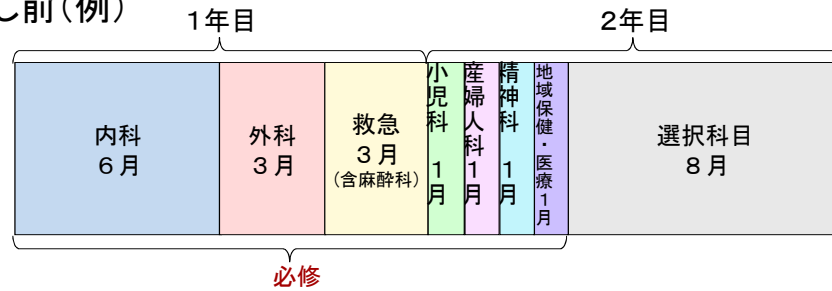 し前（例）
１年目
２年目
内科
６月
外科
３月
救急
３月
（含麻酔科）
小児科　１月
産婦人科１月
精神科　１月
地域保健・医療１月
選択科目
８月
必修